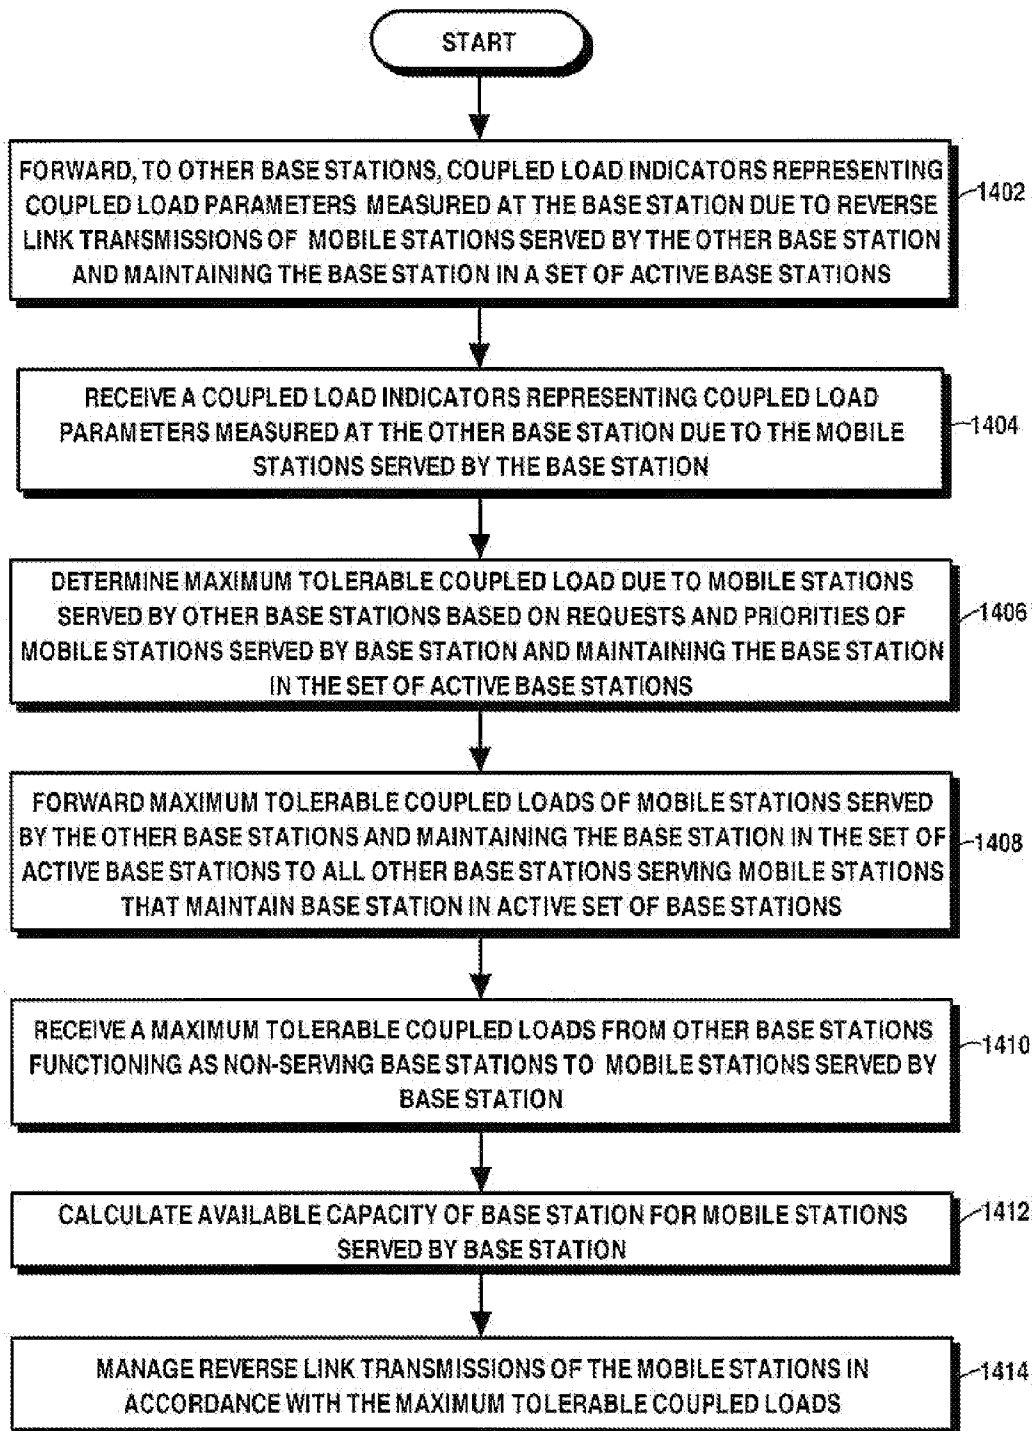 START
FORWARD, TO OTHER BASE STATIONS, COUPLED LOAD INDICATORS REPRESENTING
COUPLED LOAD PARAMETERS MEASURED AT THE BASE STATION DUE TO REVERSE
LINK TRANSMISSIONS OF MOBILE STATIONS SERVED BY THE OTHER BASE STATION
AND MAINTAINING THE BASE STATION IN A SET OF ACTIVE BASE STATIONS
1402
RECEIVE A COUPLED LOAD INDICATORS REPRESENTING COUPLED LOAD
PARAMETERS MEASURED AT THE OTHER BASE STATION DUE TO THE MOBILE
STATIONS SERVED BY THE BASE STATION
1404
DETERMINE MAXIMUM TOLERABLE COUPLED LOAD DUE TO MOBILE STATIONS
SERVED BY OTHER BASE STATIONS BASED ON REQUESTS AND PRIORITIES OF
MOBILE STATIONS SERVED BY BASE STATION AND MAINTAINING THE BASE STATION
IN THE SET OF ACTIVE BASE STATIONS
1406
FORWARD MAXIMUM TOLERABLE COUPLED LOADS OF MOBILE STATIONS SERVED
BY THE OTHER BASE STATIONS AND MAINTAINING THE BASE STATION IN THE SET OF
ACTIVE BASE STATIONS TO ALL OTHER BASE STATIONS SERVING MOBILE STATIONS
THAT MAINTAIN BASE STATION IN ACTIVE SET OF BASE STATIONS
1408
RECEIVE A MAXIMUM TOLERABLE COUPLED LOADS FROM OTHER BASE STATIONS
FUNCTIONING AS NON-SERVING BASE STATIONS TO MOBILE STATIONS SERVED BY
BASE STATION
1410
CALCULATE AVAILABLE CAPACITY OF BASE STATION FOR MOBILE STATIONS
SERVED BY BASE STATION
1412
MANAGE REVERSE LINK TRANSMISSIONS OF THE MOBILE STATIONS IN
ACCORDANCE WITH THE MAXIMUM TOLERABLE COUPLED LOADS
1414